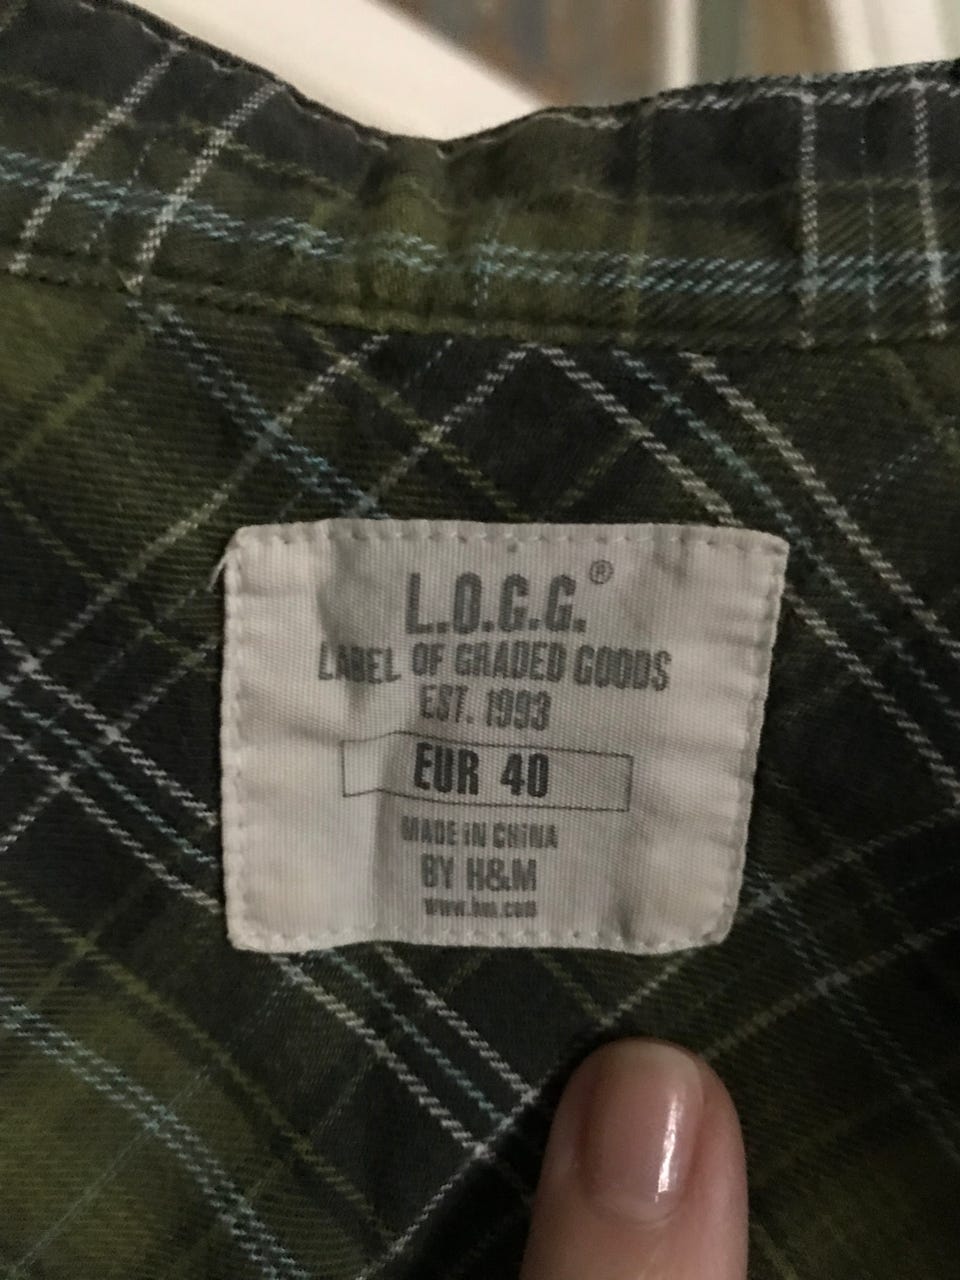 L.O.G.G.®
LABEL OF GRADED GOODS
EST. 1993
EUR 40
MADE IN CHINA
BY H&M
www.hm.com